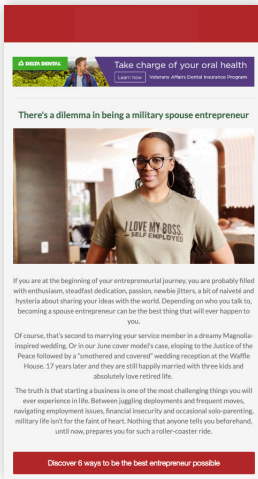 DELTA DENTAL
Take charge of your oral health
Learn how Veterans Affairs Dental Insurance Program
There's a dilemma in being a military spouse entrepreneur
I LOVE MY BOSS.
SELF EMPLOYED
If you are at the beginning of your entrepreneurial journey, you are probably filled
with enthusiasm, steadfast dedication, passion, newbie jitters, a bit of naiveté and
hysteria about sharing your ideas with the world. Depending on who you talk to,
becoming a spouse entrepreneur can be the best thing that will ever happen to
you.
Of course, that's second to marrying your service member in a dreamy Magnolia-
inspired wedding. Or in our June cover model's case, eloping to the Justice of the
Peace followed by a "smothered and covered" wedding reception at the Waffle
House. 17 years later and they are still happily married with three kids and
absolutely love retired life.
The truth is that starting a business is one of the most challenging things you will
ever experience in life. Between juggling deployments and frequent moves,
navigating employment issues, financial insecurity and occasional solo-parenting,
military life isn't for the faint of heart. Nothing that anyone tells you beforehand,
until now, prepares you for such a roller-coaster ride.
Discover 6 ways to be the best entrepreneur possible